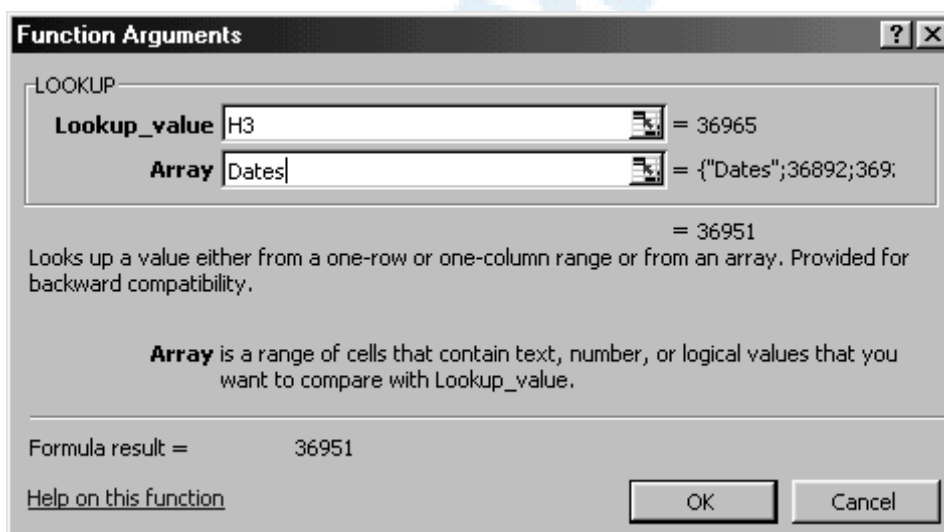 Function Arguments
LOOKUP
Lookup_value H3 = 36965
Array Dates = {"Dates";36892;369
= 36951
Looks up a value either from a one-row or one-column range or from an array. Provided for
backward compatibility.
Array is a range of cells that contain text, number, or logical values that you
want to compare with Lookup_value.
Formula result = 36951
Help on this function
OK Cancel